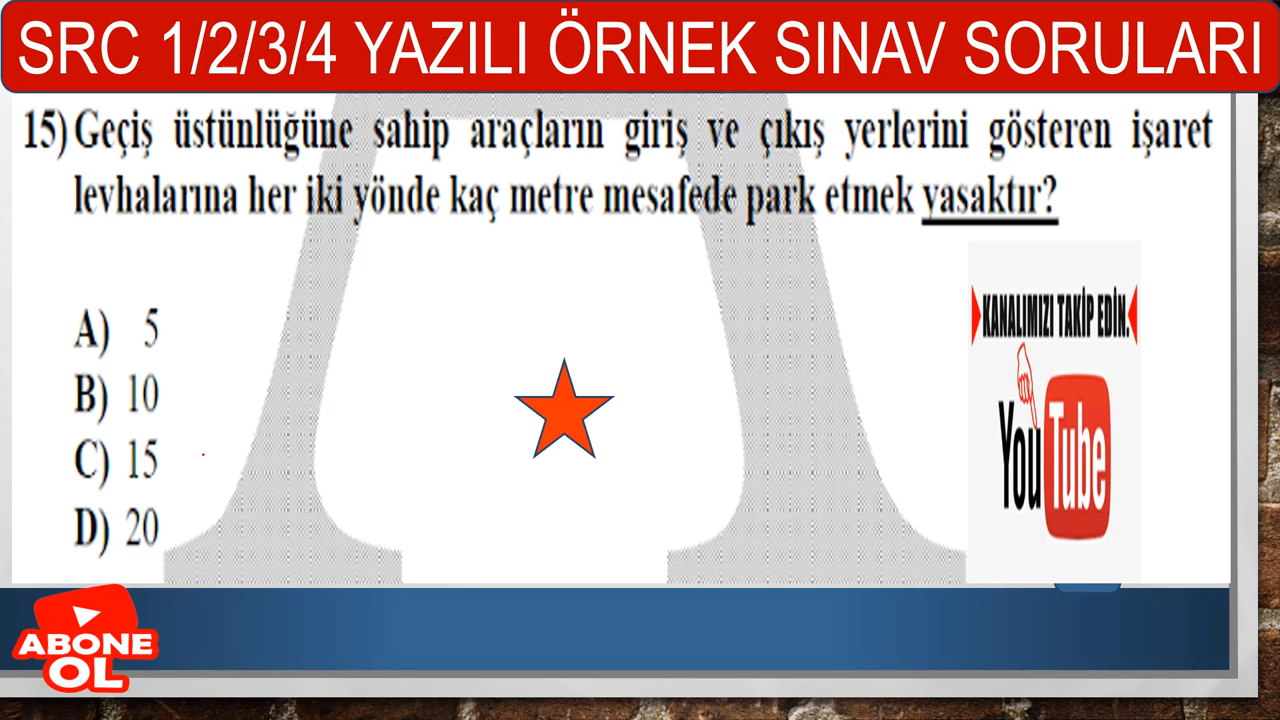 SRC 1/2/3/4 YAZILI ÖRNEK SINAV SORULARI
15) Geçiş üstünlüğüne sahip araçların giriş ve çıkış yerlerini gösteren işaret
levhalarına her iki yönde kaç metre mesafede park etmek yasaktır?
A) 5
B) 10
C) 15
D) 20
KANALIMIZI TAKİP EDİN.
YouTube
ABONE
OL